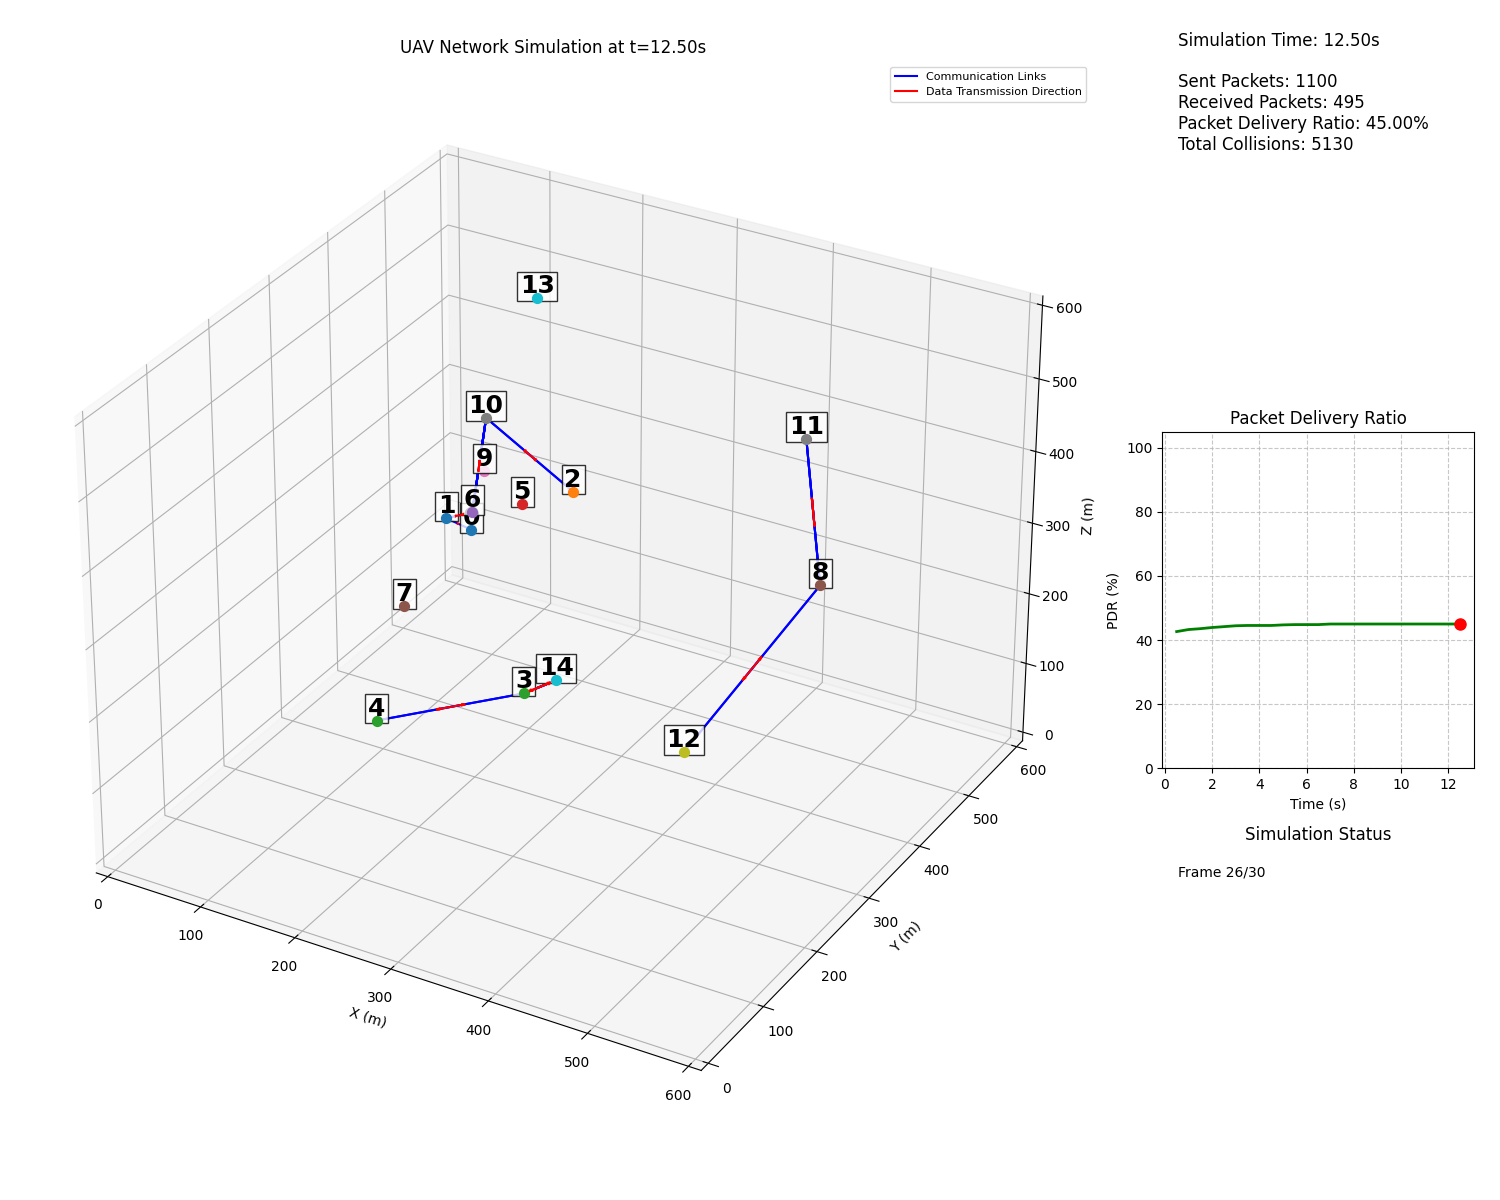 UAV Network Simulation at t=12.50s
Communication Links
Data Transmission Direction
Simulation Time: 12.50s
Sent Packets: 1100
Received Packets: 495
Packet Delivery Ratio: 45.00%
Total Collisions: 5130
13
10
11
9
2
5
1
6
0
8
7
14
3
4
12
600
500
400
300
200
100
0
Z (m)
0
100
200
300
400
500
600
X (m)
600
500
400
300
200
100
0
Y (m)
Packet Delivery Ratio
100
80
60
40
20
0
PDR (%)
0 2 4 6 8 10 12
Time (s)
Simulation Status
Frame 26/30